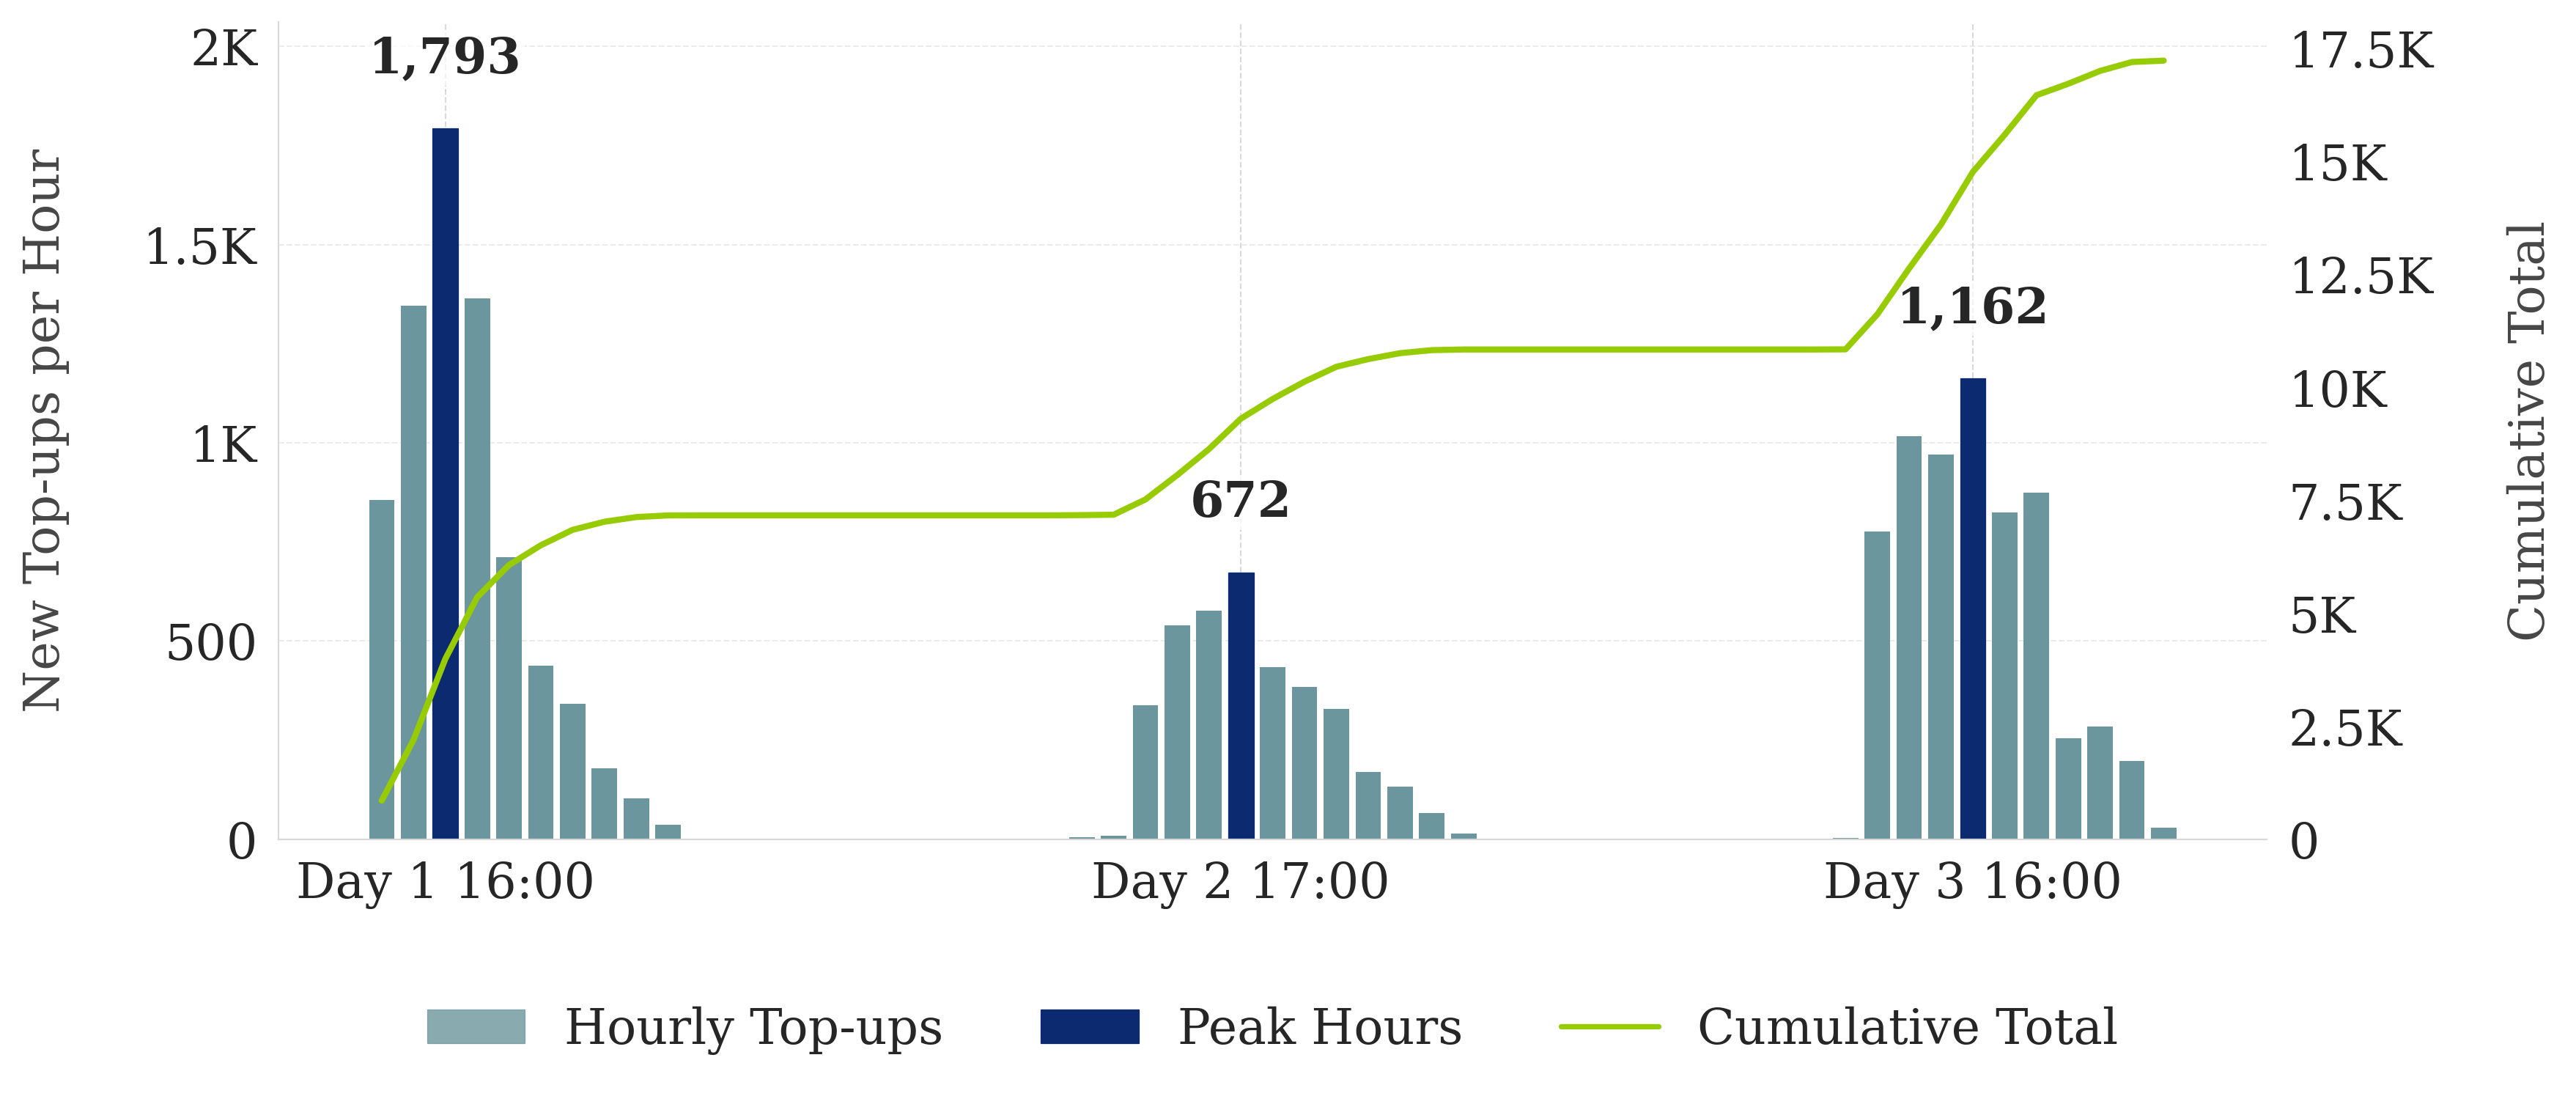 New Top-ups per Hour
2K
1.5K
1K
500
0
1,793
672
1,162
17.5K
15K
12.5K
10K
7.5K
5K
2.5K
0
Cumulative Total
Day 1 16:00
Day 2 17:00
Day 3 16:00
Hourly Top-ups
Peak Hours
Cumulative Total